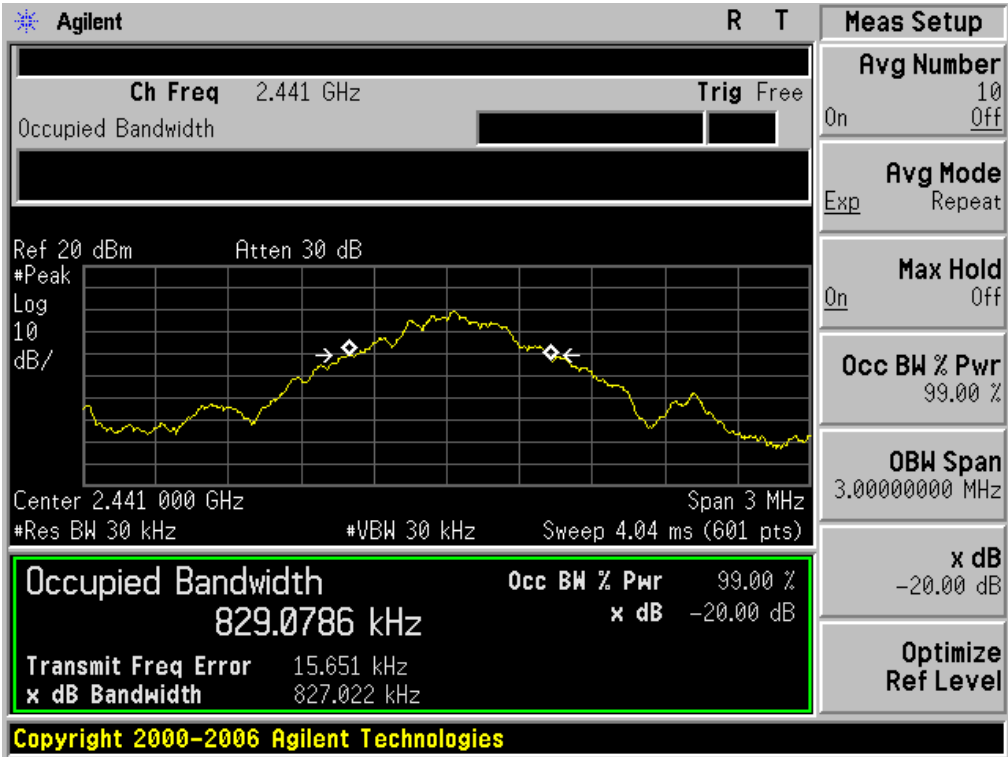 Agilent R T
Ch Freq 2.441 GHz Trig Free
Occupied Bandwidth
Ref 20 dBm Atten 30 dB
#Peak
Log
10
dB/
Center 2.441 000 GHz Span 3 MHz
#Res BW 30 kHz #VBW 30 kHz Sweep 4.04 ms (601 pts)
Occupied Bandwidth Occ BW % Pwr 99.00 %
829.0786 kHz x dB -20.00 dB
Transmit Freq Error 15.651 kHz
x dB Bandwidth 827.022 kHz
Copyright 2000-2006 Agilent Technologies
Meas Setup
Avg Number
10
On Off
Avg Mode
Exp Repeat
Max Hold
On Off
Occ BW % Pwr
99.00 %
OBW Span
3.00000000 MHz
x dB
-20.00 dB
Optimize
Ref Level